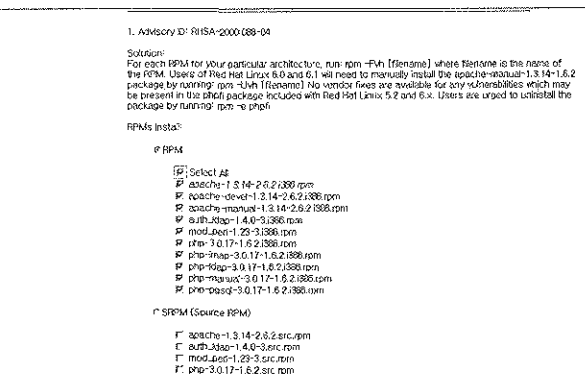 1. Advisory ID: RHSA-2000:088-04
Solution:
For each RPM for your particular architecture, run: rpm -Fvh [filename] where filename is the name of
the RPM. Users of Red Hat Linux 6.0 and 6.1 will need to manually install the apache-manual-1.3.14-1.6.2
package by running: rpm -Uvh [filename] No vendor fixes are available for any vulnerabilities which may
be present in the phpfi package included with Red Hat Linux 5.2 and 6.x. Users are urged to uninstall the
package by running: rpm -e phpfi
RPMs Install:
RPM
Select All
apache-1.3.14-2.6.2.i386.rpm
apache-devel-1.3.14-2.6.2.i386.rpm
apache-manual-1.3.14-2.6.2.i386.rpm
auth_ldap-1.4.0-3.i386.rpm
mod_perl-1.23-3.i386.rpm
php-3.0.17-1.6.2.i386.rpm
php-imap-3.0.17-1.6.2.i386.rpm
php-ldap-3.0.17-1.6.2.i386.rpm
php-manual-3.0.17-1.6.2.i386.rpm
php-pgsql-3.0.17-1.6.2.i386.rpm
SRPM (Source RPM)
apache-1.3.14-2.6.2.src.rpm
auth_ldap-1.4.0-3.src.rpm
mod_perl-1.23-3.src.rpm
php-3.0.17-1.6.2.src.rpm